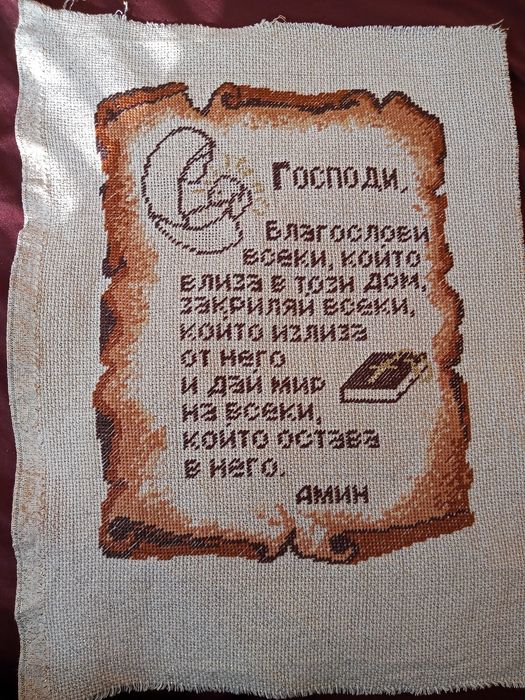 Господи,
Благослови
всеки, който
влиза в този дом,
закриляй всеки,
който излиза
от него
и дай мир
на всеки,
който остава
в него.
Амин